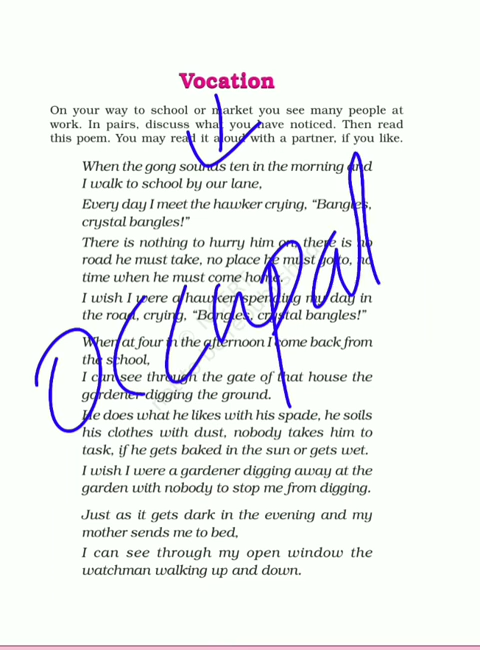 Vocation
On your way to school or market you see many people at
work. In pairs, discuss what you have noticed. Then read
this poem. You may read it aloud with a partner, if you like.
When the gong sounds ten in the morning and
I walk to school by our lane,
Every day I meet the hawker crying, “Bangles,
crystal bangles!”
There is nothing to hurry him on, there is no
road he must take, no place he must go to, no
time when he must come home.
I wish I were a hawker, spending my day in
the road, crying, “Bangles, crystal bangles!”
When at four in the afternoon I come back from
the school,
I can see through the gate of that house the
gardener digging the ground.
He does what he likes with his spade, he soils
his clothes with dust, nobody takes him to
task, if he gets baked in the sun or gets wet.
I wish I were a gardener digging away at the
garden with nobody to stop me from digging.
Just as it gets dark in the evening and my
mother sends me to bed,
I can see through my open window the
watchman walking up and down.